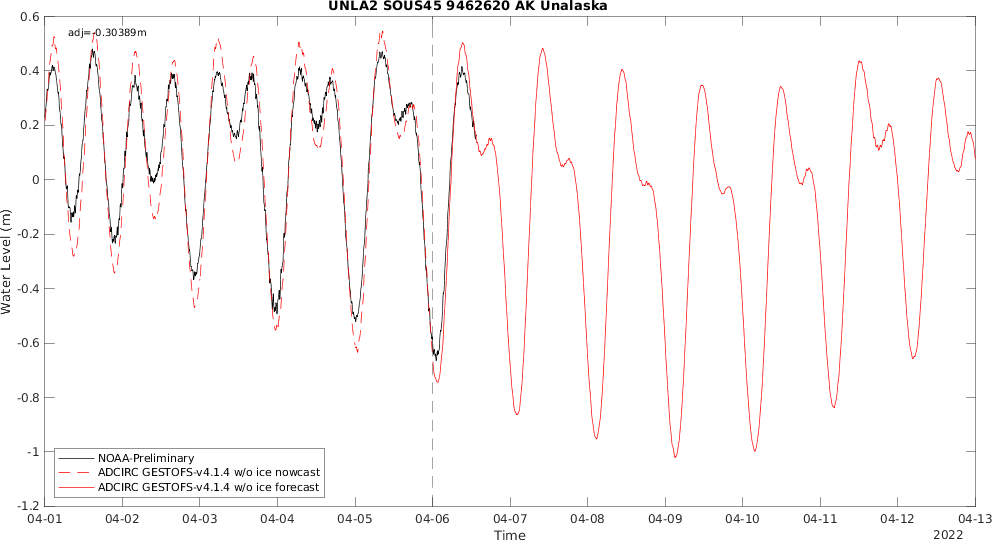 UNLA2 SOUS45 9462620 AK Unalaska
adj=-0.30389m
0.6
0.4
0.2
0
-0.2
-0.4
-0.6
-0.8
-1
-1.2
Water Level (m)
NOAA-Preliminary
ADCIRC GESTOFS-v4.1.4 w/o ice nowcast
ADCIRC GESTOFS-v4.1.4 w/o ice forecast
04-01 04-02 04-03 04-04 04-05 04-06 04-07 04-08 04-09 04-10 04-11 04-12 04-13
Time
2022